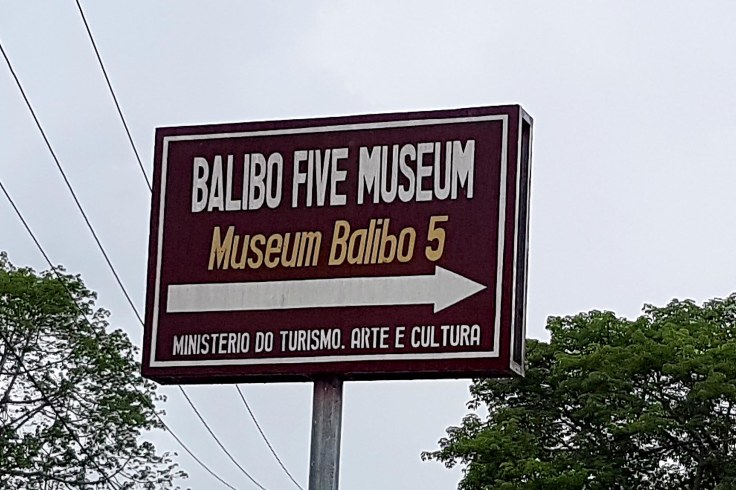 BALIBO FIVE MUSEUM
Museum Balibo 5
MINISTERIO DO TURISMO. ARTE E CULTURA